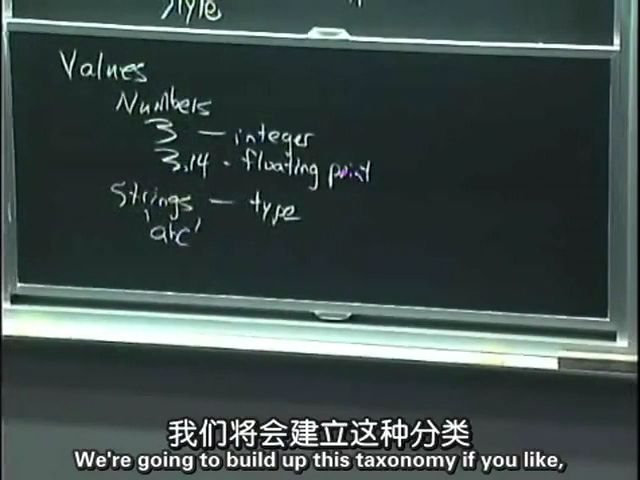 Style
Values
Numbers
3 — integer
3.14 - floating point
Strings — type
'abc'
我们将会建立这种分类
We're going to build up this taxonomy if you like,